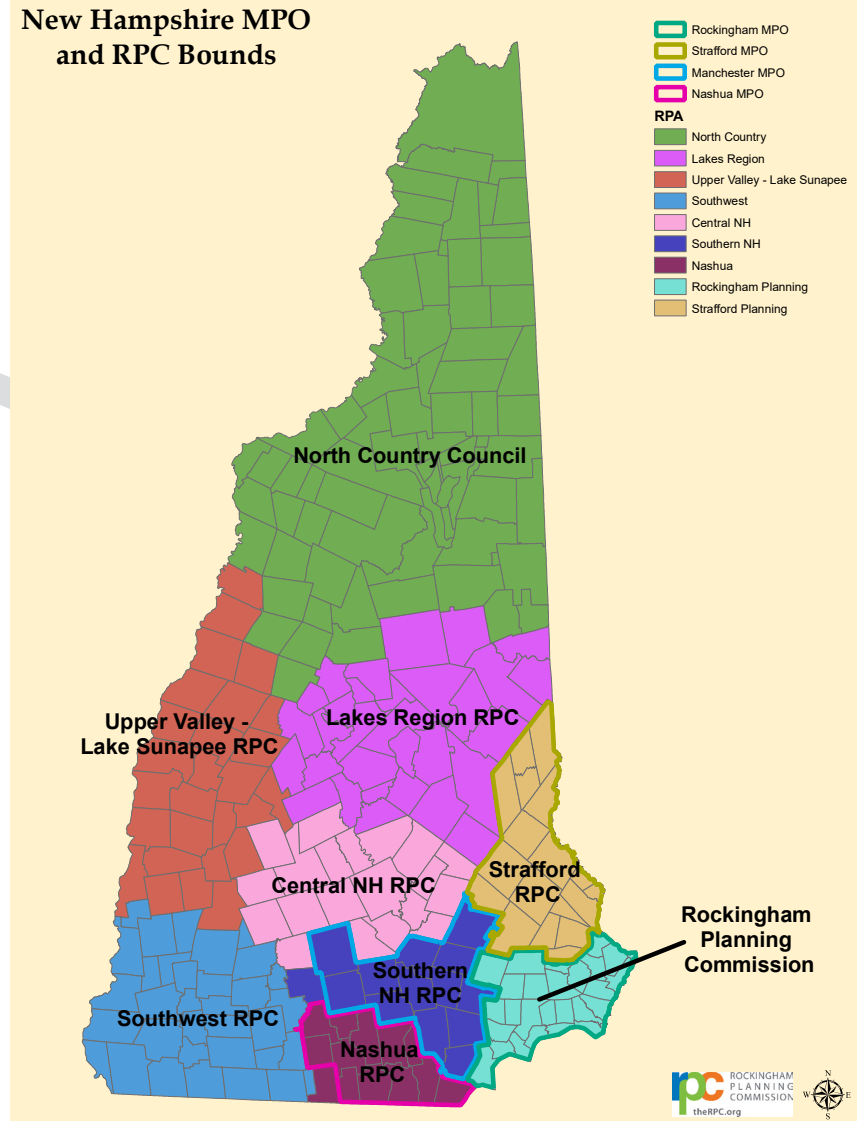 New Hampshire MPO
and RPC Bounds
Rockingham MPO
Strafford MPO
Manchester MPO
Nashua MPO
RPA
North Country
Lakes Region
Upper Valley - Lake Sunapee
Southwest
Central NH
Southern NH
Nashua
Rockingham Planning
Strafford Planning
North Country Council
Lakes Region RPC
Upper Valley -
Lake Sunapee RPC
Strafford
RPC
Central NH RPC
Rockingham
Planning
Commission
Southern
NH RPC
Southwest RPC
Nashua
RPC
rpc
ROCKINGHAM
PLANNING
COMMISSION
theRPC.org
N
W
E
S